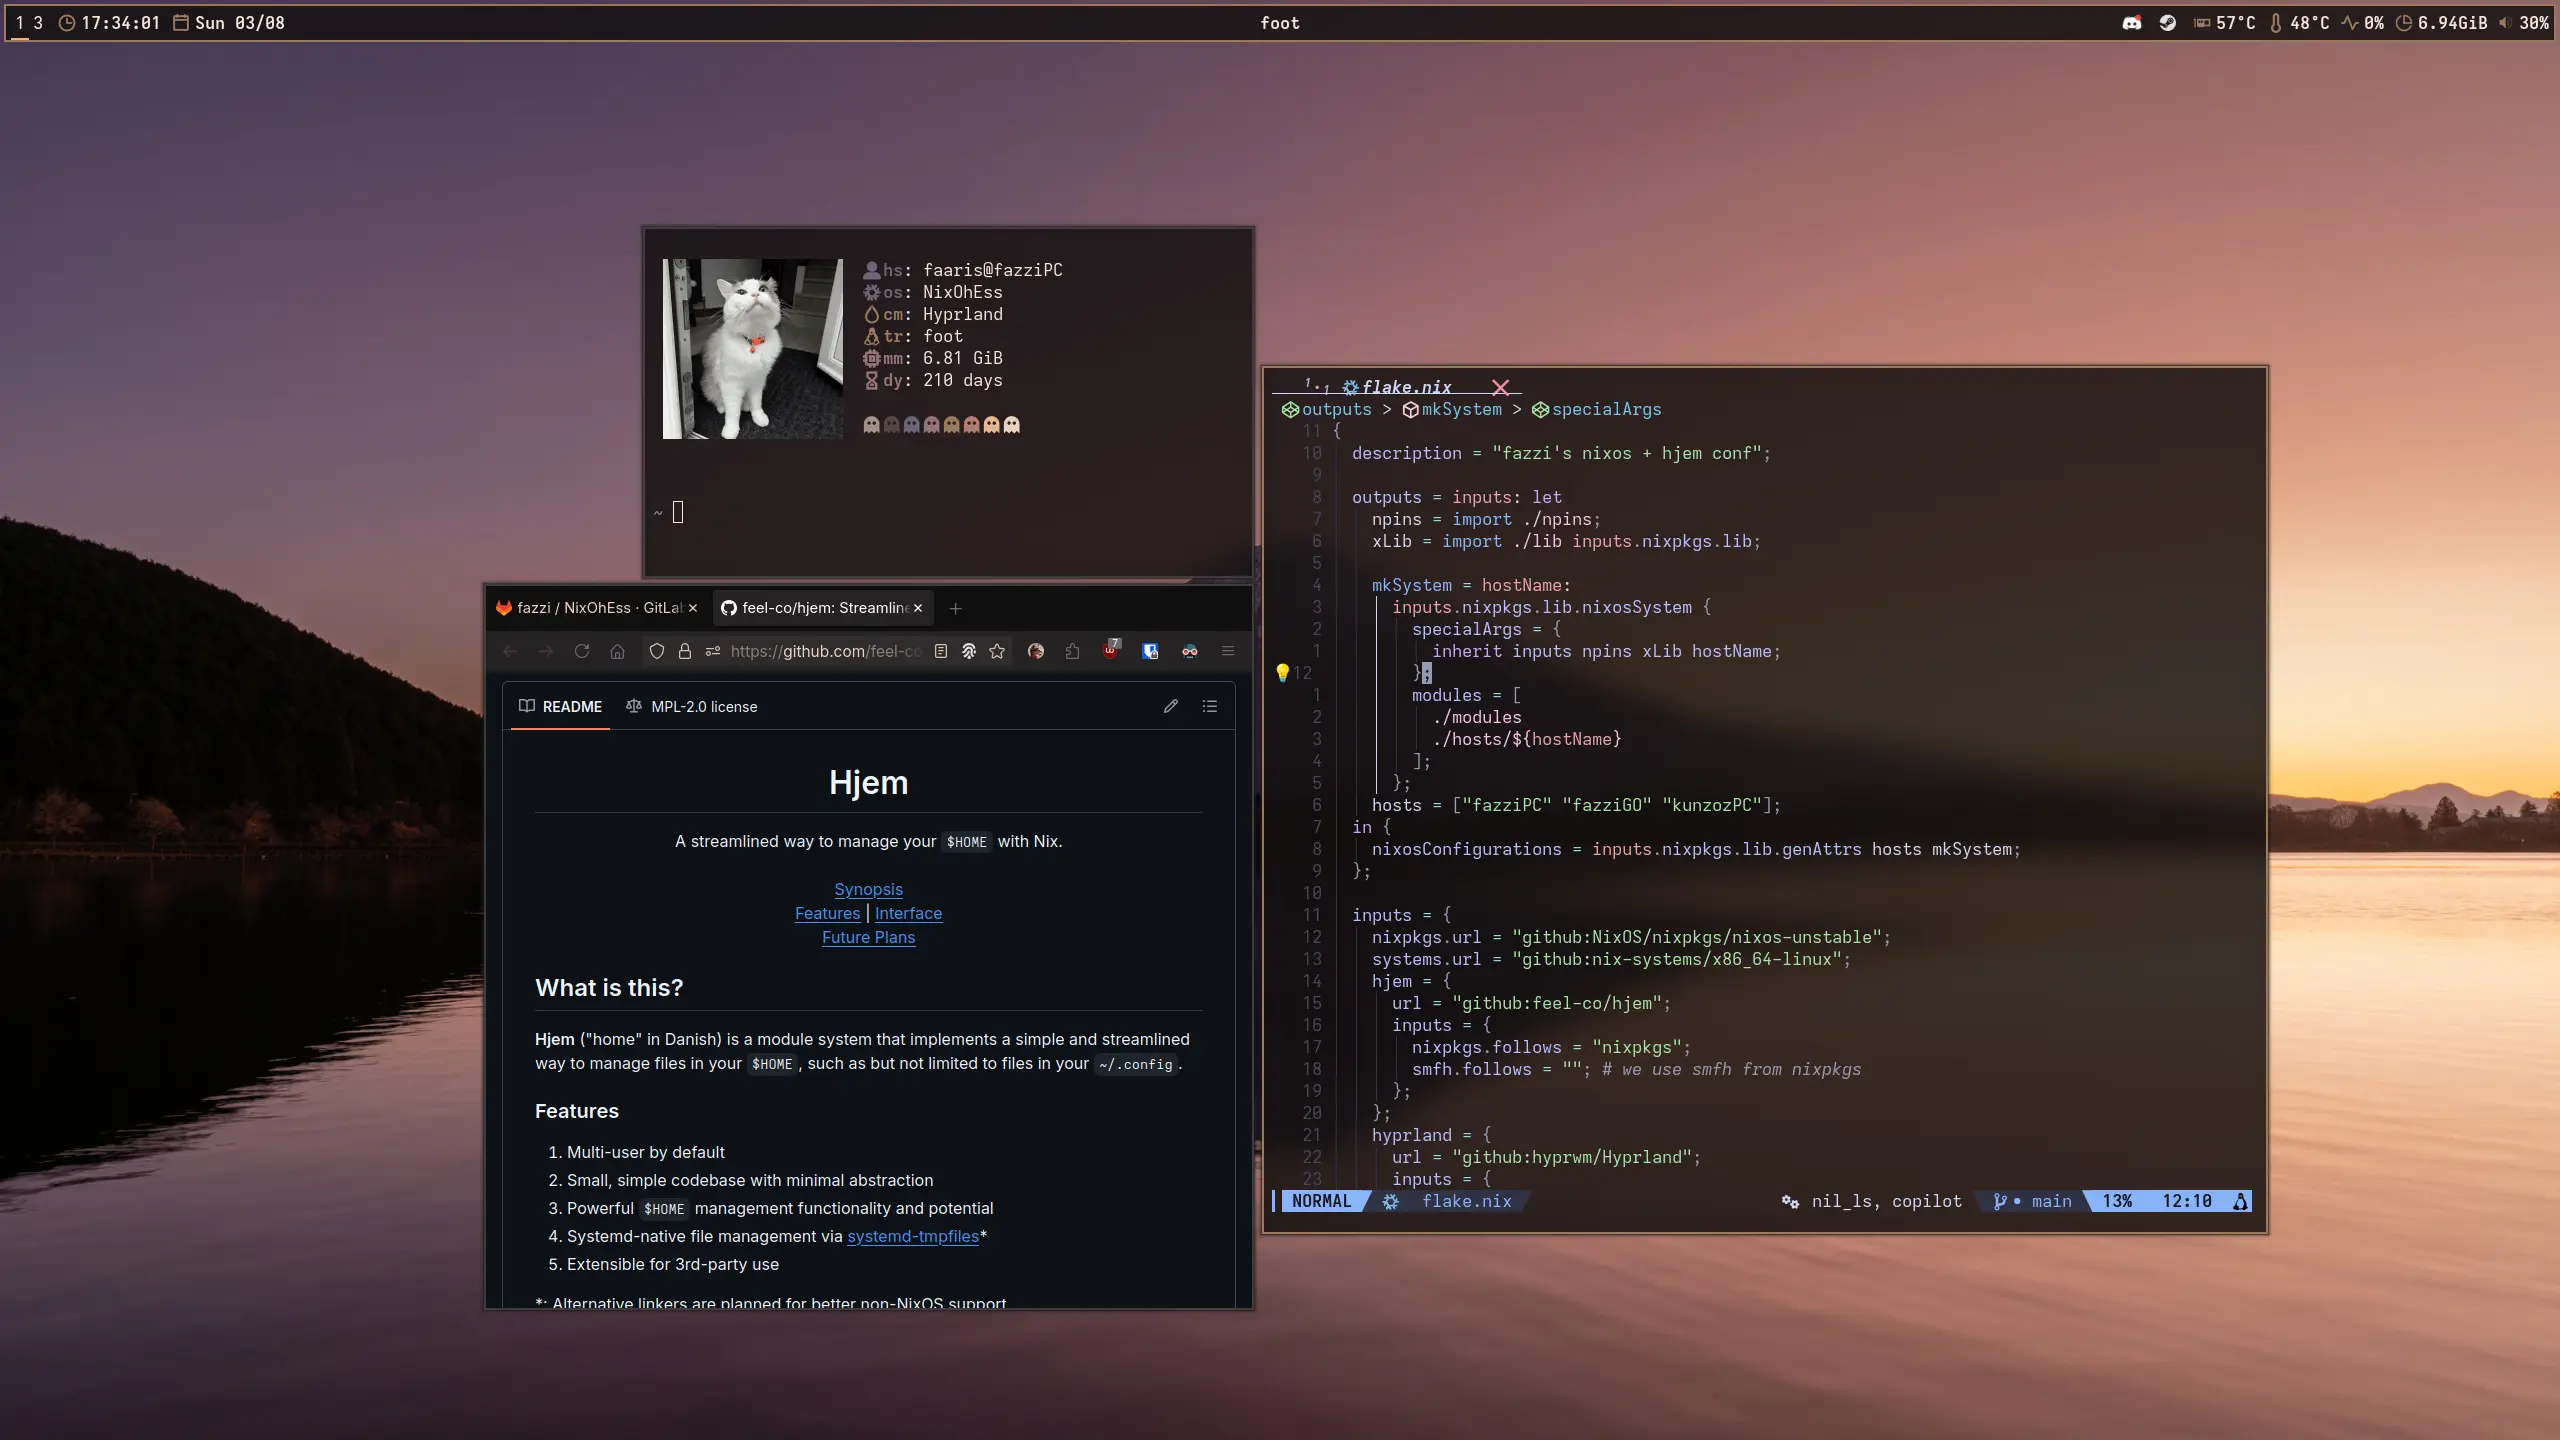 1 3 17:34:01 Sun 03/08
foot
57°C 48°C 0% 6.94GiB 30%
hs: faaris@fazziPC
os: NixOhEss
cm: Hyprland
tr: foot
mm: 6.81 GiB
dy: 210 days
~
fazzi / NixOhEss · GitLab
feel-co/hjem: Streamline
https://github.com/feel-co
7
README
MPL-2.0 license
Hjem
A streamlined way to manage your $HOME with Nix.
Synopsis
Features | Interface
Future Plans
What is this?
Hjem ("home" in Danish) is a module system that implements a simple and streamlined
way to manage files in your $HOME, such as but not limited to files in your ~/.config.
Features
1. Multi-user by default
2. Small, simple codebase with minimal abstraction
3. Powerful $HOME management functionality and potential
4. Systemd-native file management via systemd-tmpfiles*
5. Extensible for 3rd-party use
*: Alternative linkers are planned for better non-NixOS support
1·1 flake.nix
outputs > mkSystem > specialArgs
11 {
10 description = "fazzi's nixos + hjem conf";
9
8 outputs = inputs: let
7 npins = import ./npins;
6 xLib = import ./lib inputs.nixpkgs.lib;
5
4 mkSystem = hostName:
3 inputs.nixpkgs.lib.nixosSystem {
2 specialArgs = {
1 inherit inputs npins xLib hostName;
12 };
1 modules = [
2 ./modules
3 ./hosts/${hostName}
4 ];
5 };
6 hosts = ["fazziPC" "fazziGO" "kunzozPC"];
7 in {
8 nixosConfigurations = inputs.nixpkgs.lib.genAttrs hosts mkSystem;
9 };
10
11 inputs = {
12 nixpkgs.url = "github:NixOS/nixpkgs/nixos-unstable";
13 systems.url = "github:nix-systems/x86_64-linux";
14 hjem = {
15 url = "github:feel-co/hjem";
16 inputs = {
17 nixpkgs.follows = "nixpkgs";
18 smfh.follows = ""; # we use smfh from nixpkgs
19 };
20 };
21 hyprland = {
22 url = "github:hyprwm/Hyprland";
23 inputs = {
NORMAL flake.nix nil_ls, copilot main 13% 12:10